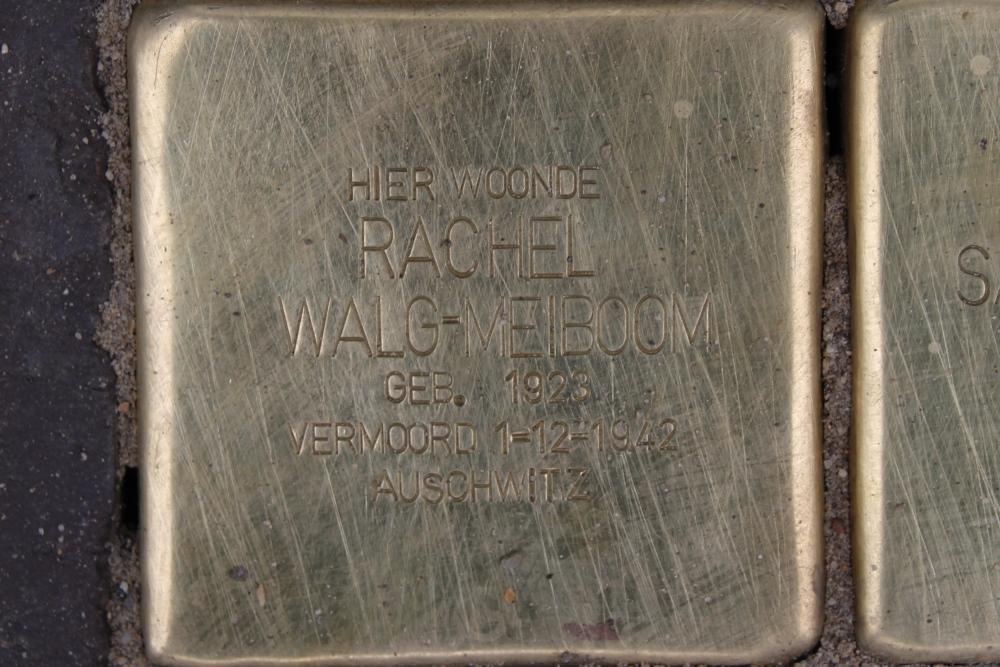 HIER WOONDE
RACHEL
WALG-MEIBOOM
GEB. 1923
VERMOORD 1-12-1942
AUSCHWITZ
S